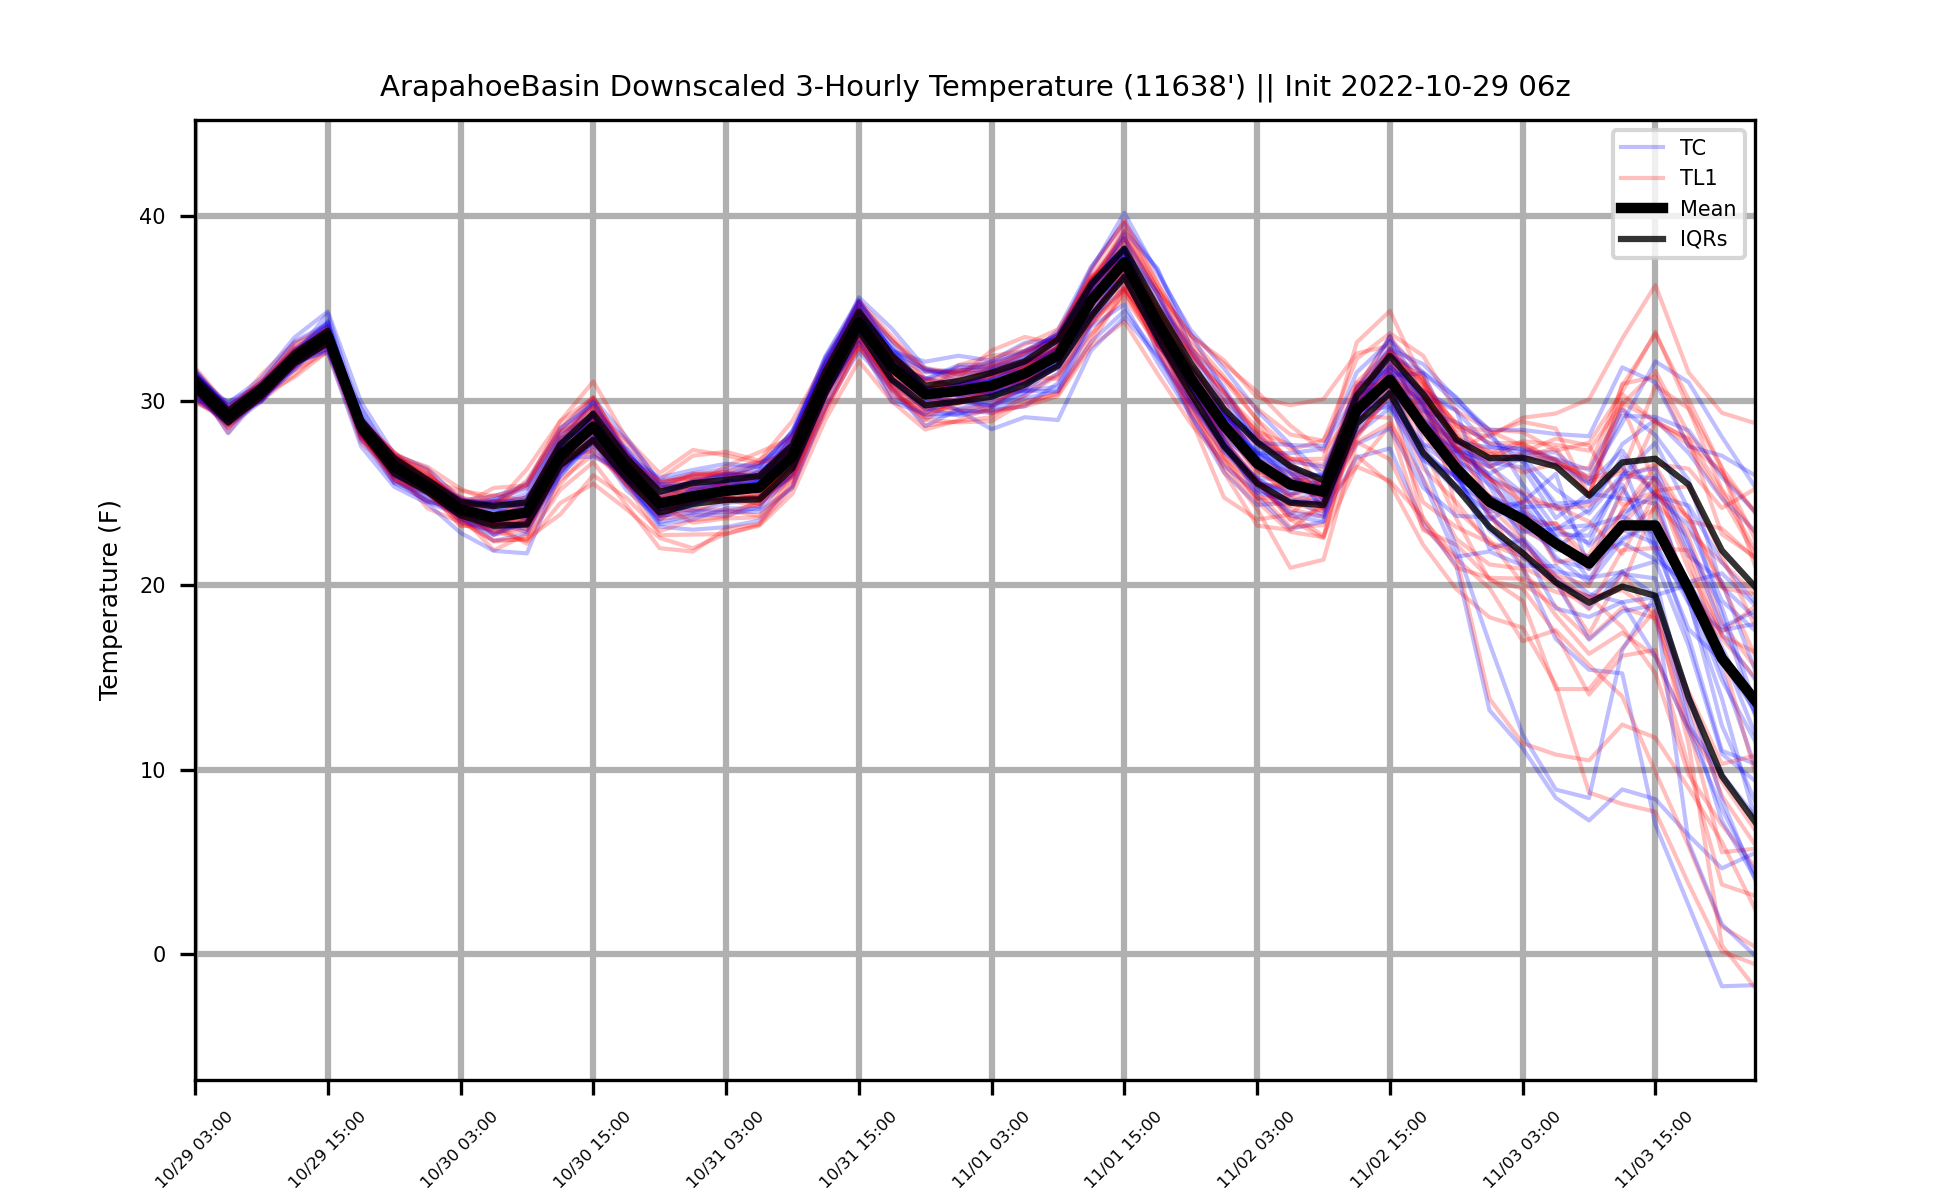 ArapahoeBasin Downscaled 3-Hourly Temperature (11638') || Init 2022-10-29 06z
TC
TL1
Mean
IQRs
Temperature (F)
40
30
20
10
0
10/29 03:00
10/29 15:00
10/30 03:00
10/30 15:00
10/31 03:00
10/31 15:00
11/01 03:00
11/01 15:00
11/02 03:00
11/02 15:00
11/03 03:00
11/03 15:00